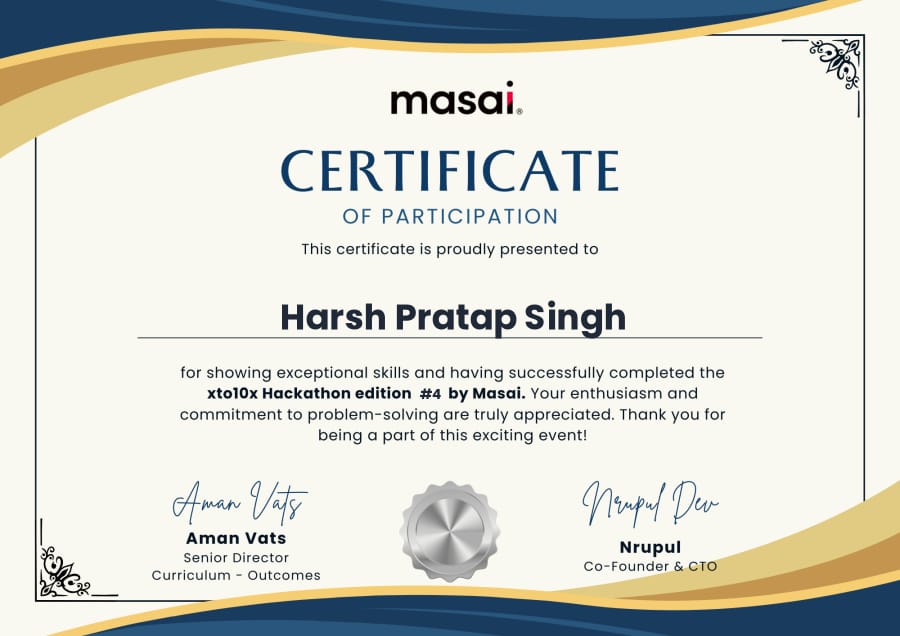 masai®
CERTIFICATE
OF PARTICIPATION
This certificate is proudly presented to
Harsh Pratap Singh
for showing exceptional skills and having successfully completed the
xto10x Hackathon edition #4 by Masai. Your enthusiasm and
commitment to problem-solving are truly appreciated. Thank you for
being a part of this exciting event!
Aman Vats
Aman Vats
Senior Director
Curriculum - Outcomes
Nrupul Dev
Nrupul
Co-Founder & CTO